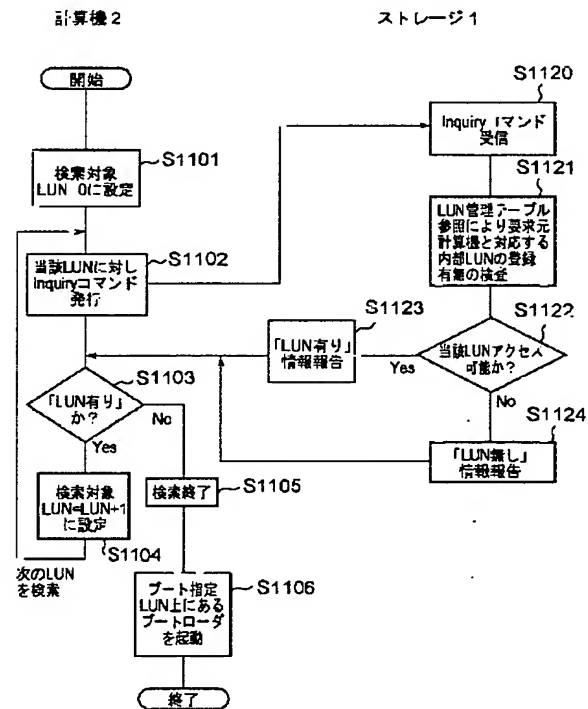 計算機2
ストレージ1
開始
S1101
検索対象
LUN 0に設定
S1102
当該LUNに対し
Inquiryコマンド
発行
S1103
「LUN有り」
か?
Yes
No
検索対象
LUN=LUN+1
に設定
S1104
次のLUN
を検索
検索終了
S1105
S1106
ブート指定
LUN上にある
ブートローダ
を起動
終了
S1120
Inquiryコマンド
受信
S1121
LUN管理テーブル
参照により要求元
計算機と対応する
内部LUNの登録
有無の検査
S1122
当該LUNアクセス
可能か?
Yes
No
S1123
「LUN有り」
情報報告
S1124
「LUN無し」
情報報告